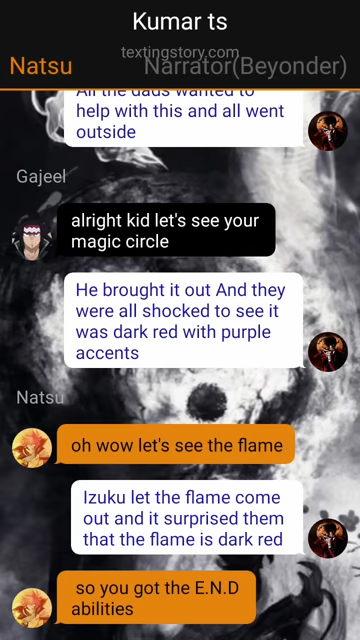 Kumar ts
textingstory.com
Natsu
Narrator(Beyonder)
All the dads wanted to
help with this and all went
outside
Gajeel
alright kid let's see your
magic circle
He brought it out And they
were all shocked to see it
was dark red with purple
accents
Natsu
oh wow let's see the flame
Izuku let the flame come
out and it surprised them
that the flame is dark red
so you got the E.N.D
abilities